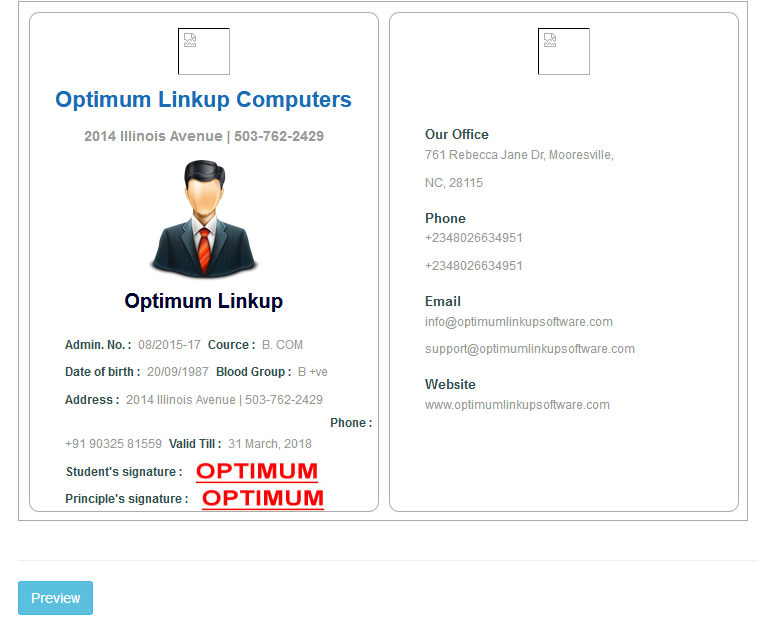 Optimum Linkup Computers
2014 Illinois Avenue | 503-762-2429
Optimum Linkup
Admin. No. : 08/2015-17 Cource : B. COM
Date of birth : 20/09/1987 Blood Group : B +ve
Address : 2014 Illinois Avenue | 503-762-2429
Phone :
+91 90325 81559 Valid Till : 31 March, 2018
Student's signature : OPTIMUM
Principle's signature : OPTIMUM
Our Office
761 Rebecca Jane Dr, Mooresville,
NC, 28115
Phone
+2348026634951
+2348026634951
Email
info@optimumlinkupsoftware.com
support@optimumlinkupsoftware.com
Website
www.optimumlinkupsoftware.com
Preview